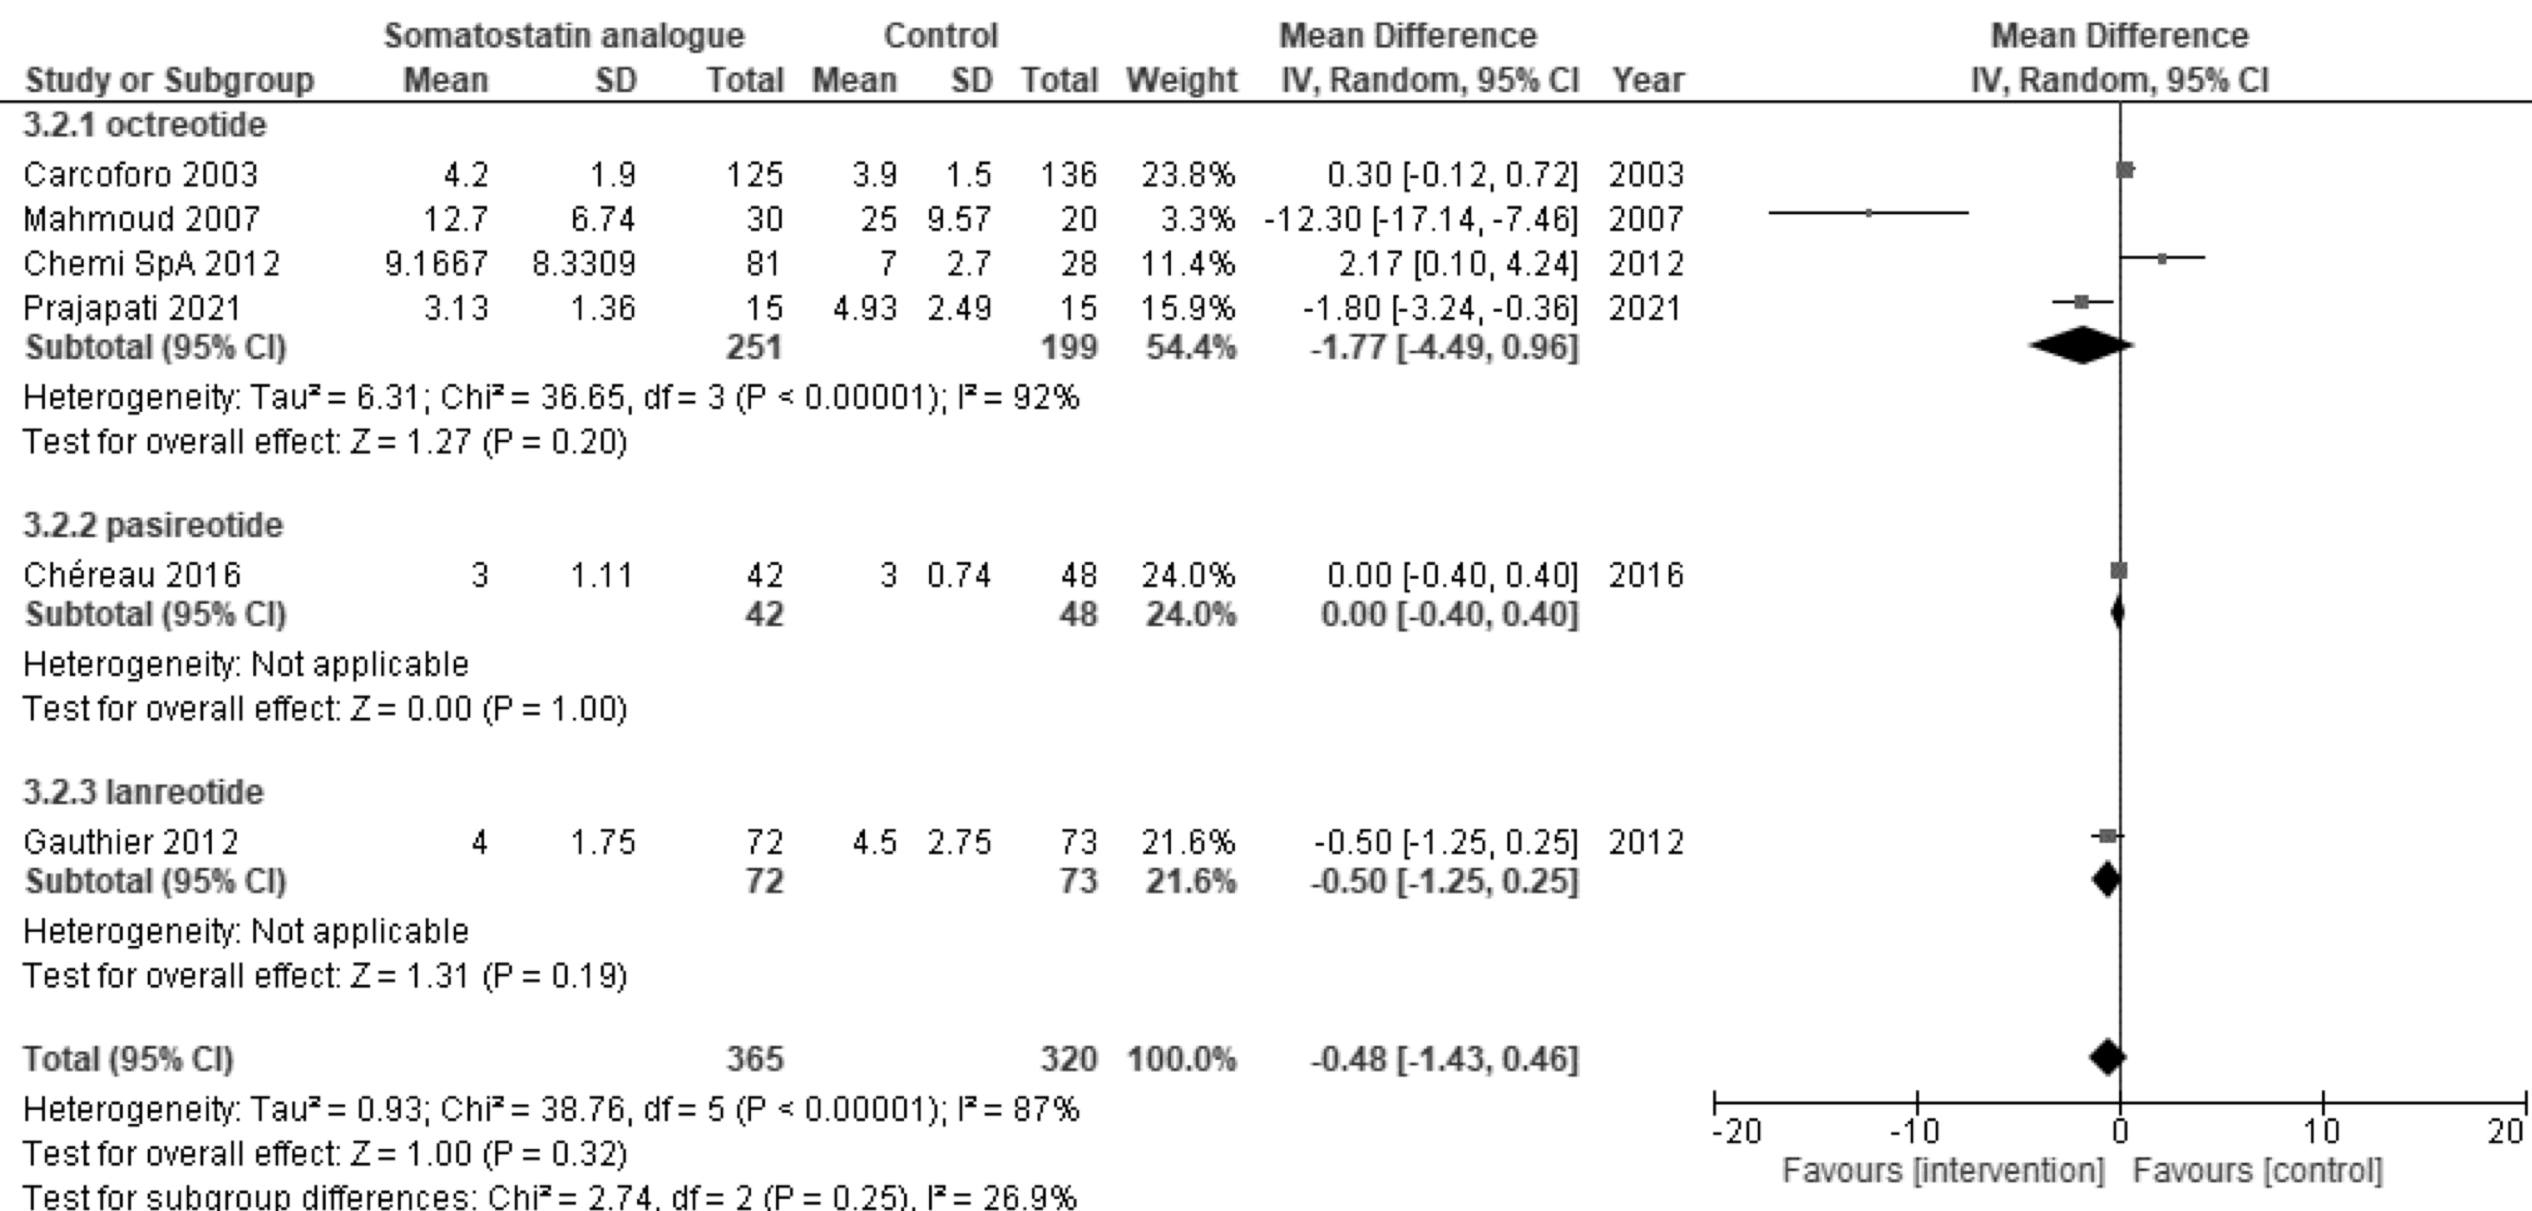 Somatostatin analogue Control Mean Difference Mean Difference
Study or Subgroup Mean SD Total Mean SD Total Weight IV, Random, 95% CI Year IV, Random, 95% CI
3.2.1 octreotide
Carcoforo 2003 4.2 1.9 125 3.9 1.5 136 23.8% 0.30 [-0.12, 0.72] 2003
Mahmoud 2007 12.7 6.74 30 25 9.57 20 3.3% -12.30 [-17.14, -7.46] 2007
Chemi SpA 2012 9.1667 8.3309 81 7 2.7 28 11.4% 2.17 [0.10, 4.24] 2012
Prajapati 2021 3.13 1.36 15 4.93 2.49 15 15.9% -1.80 [-3.24, -0.36] 2021
Subtotal (95% CI) 251 199 54.4% -1.77 [-4.49, 0.96]
Heterogeneity: Tau² = 6.31; Chi² = 36.65, df = 3 (P < 0.00001); I² = 92%
Test for overall effect: Z = 1.27 (P = 0.20)
3.2.2 pasireotide
Chéreau 2016 3 1.11 42 3 0.74 48 24.0% 0.00 [-0.40, 0.40] 2016
Subtotal (95% CI) 42 48 24.0% 0.00 [-0.40, 0.40]
Heterogeneity: Not applicable
Test for overall effect: Z = 0.00 (P = 1.00)
3.2.3 lanreotide
Gauthier 2012 4 1.75 72 4.5 2.75 73 21.6% -0.50 [-1.25, 0.25] 2012
Subtotal (95% CI) 72 73 21.6% -0.50 [-1.25, 0.25]
Heterogeneity: Not applicable
Test for overall effect: Z = 1.31 (P = 0.19)
Total (95% CI) 365 320 100.0% -0.48 [-1.43, 0.46]
Heterogeneity: Tau² = 0.93; Chi² = 38.76, df = 5 (P < 0.00001); I² = 87%
Test for overall effect: Z = 1.00 (P = 0.32)
Test for subgroup differences: Chi² = 2.74, df = 2 (P = 0.25), I² = 26.9%
-20 -10 0 10 20
Favours [intervention] Favours [control]